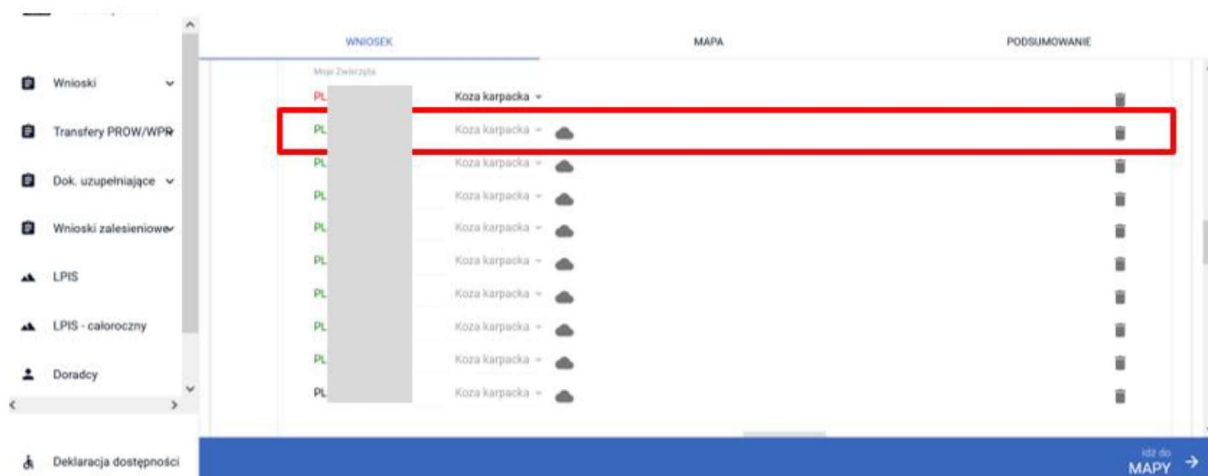 WNIOSEK MAPA PODSUMOWANIE
Wnioski
Transfery PROW/WPR
Dok. uzupełniające
Wnioski zalesieniowe
LPIS
LPIS - całoroczny
Doradcy
Deklaracja dostępności
Moje Zwierzęta
PL Koza karpacka
PL Koza karpacka
PL Koza karpacka
PL Koza karpacka
PL Koza karpacka
PL Koza karpacka
PL Koza karpacka
PL Koza karpacka
PL Koza karpacka
PL Koza karpacka
Idź do
MAPY